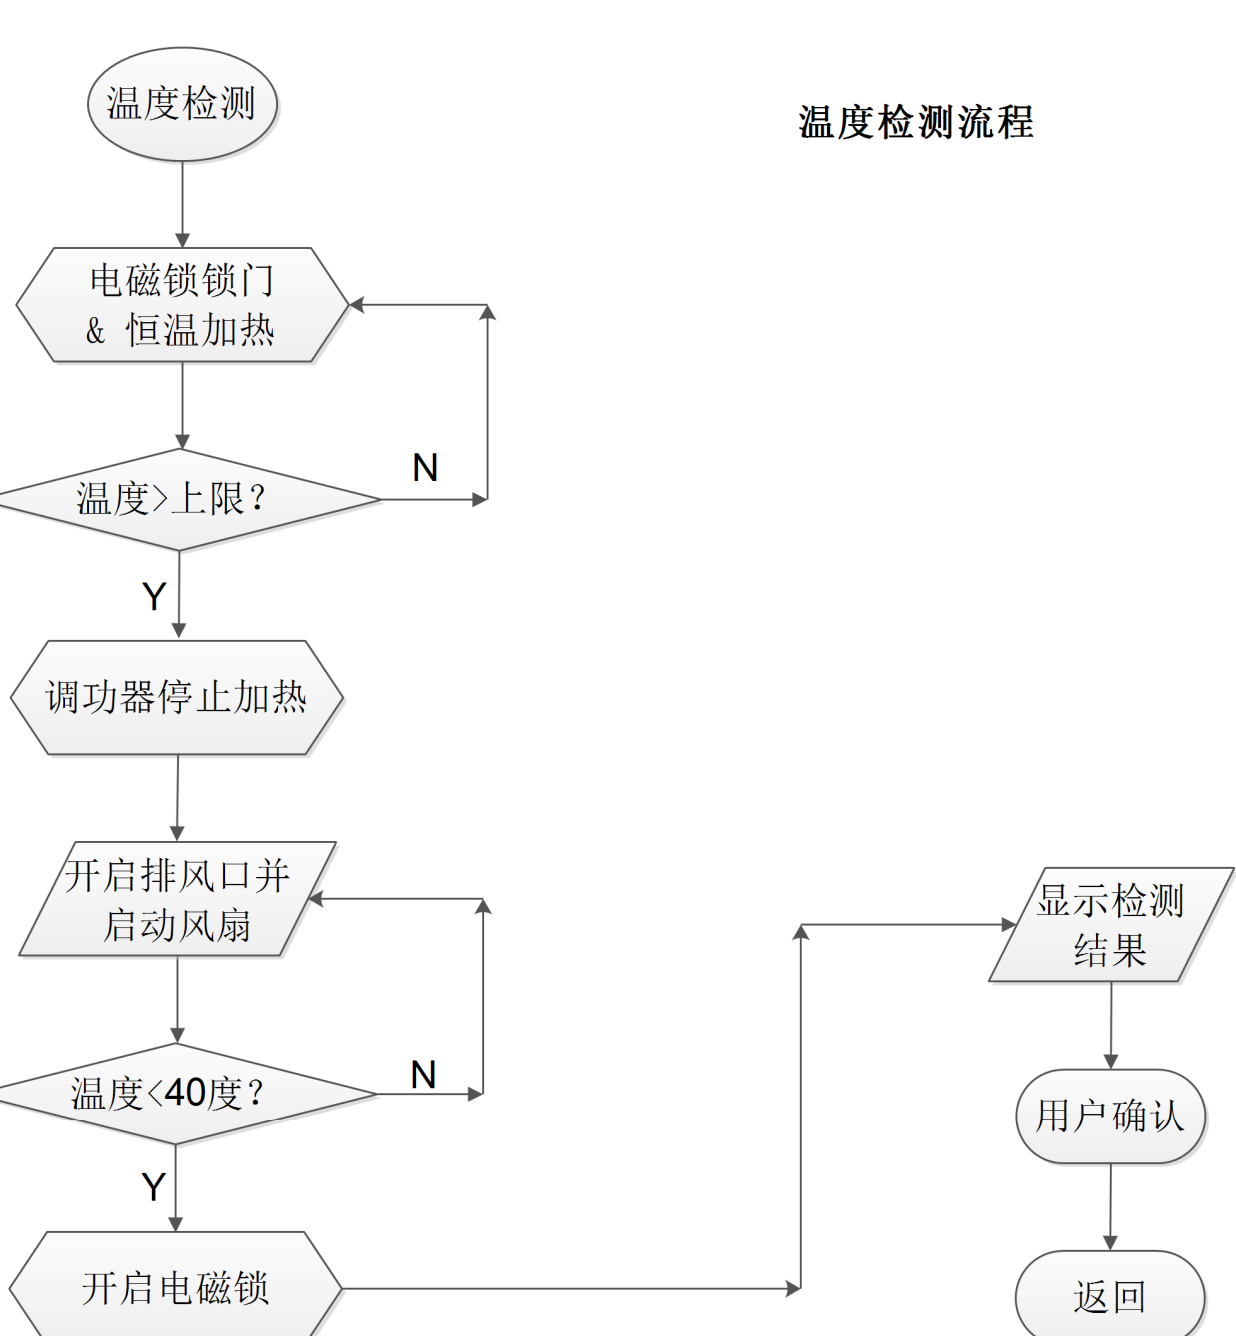 温度检测
温度检测流程
电磁锁锁门
& 恒温加热
N
温度>上限?
Y
调功器停止加热
开启排风口并
启动风扇
显示检测
结果
N
温度<40度?
用户确认
Y
开启电磁锁
返回